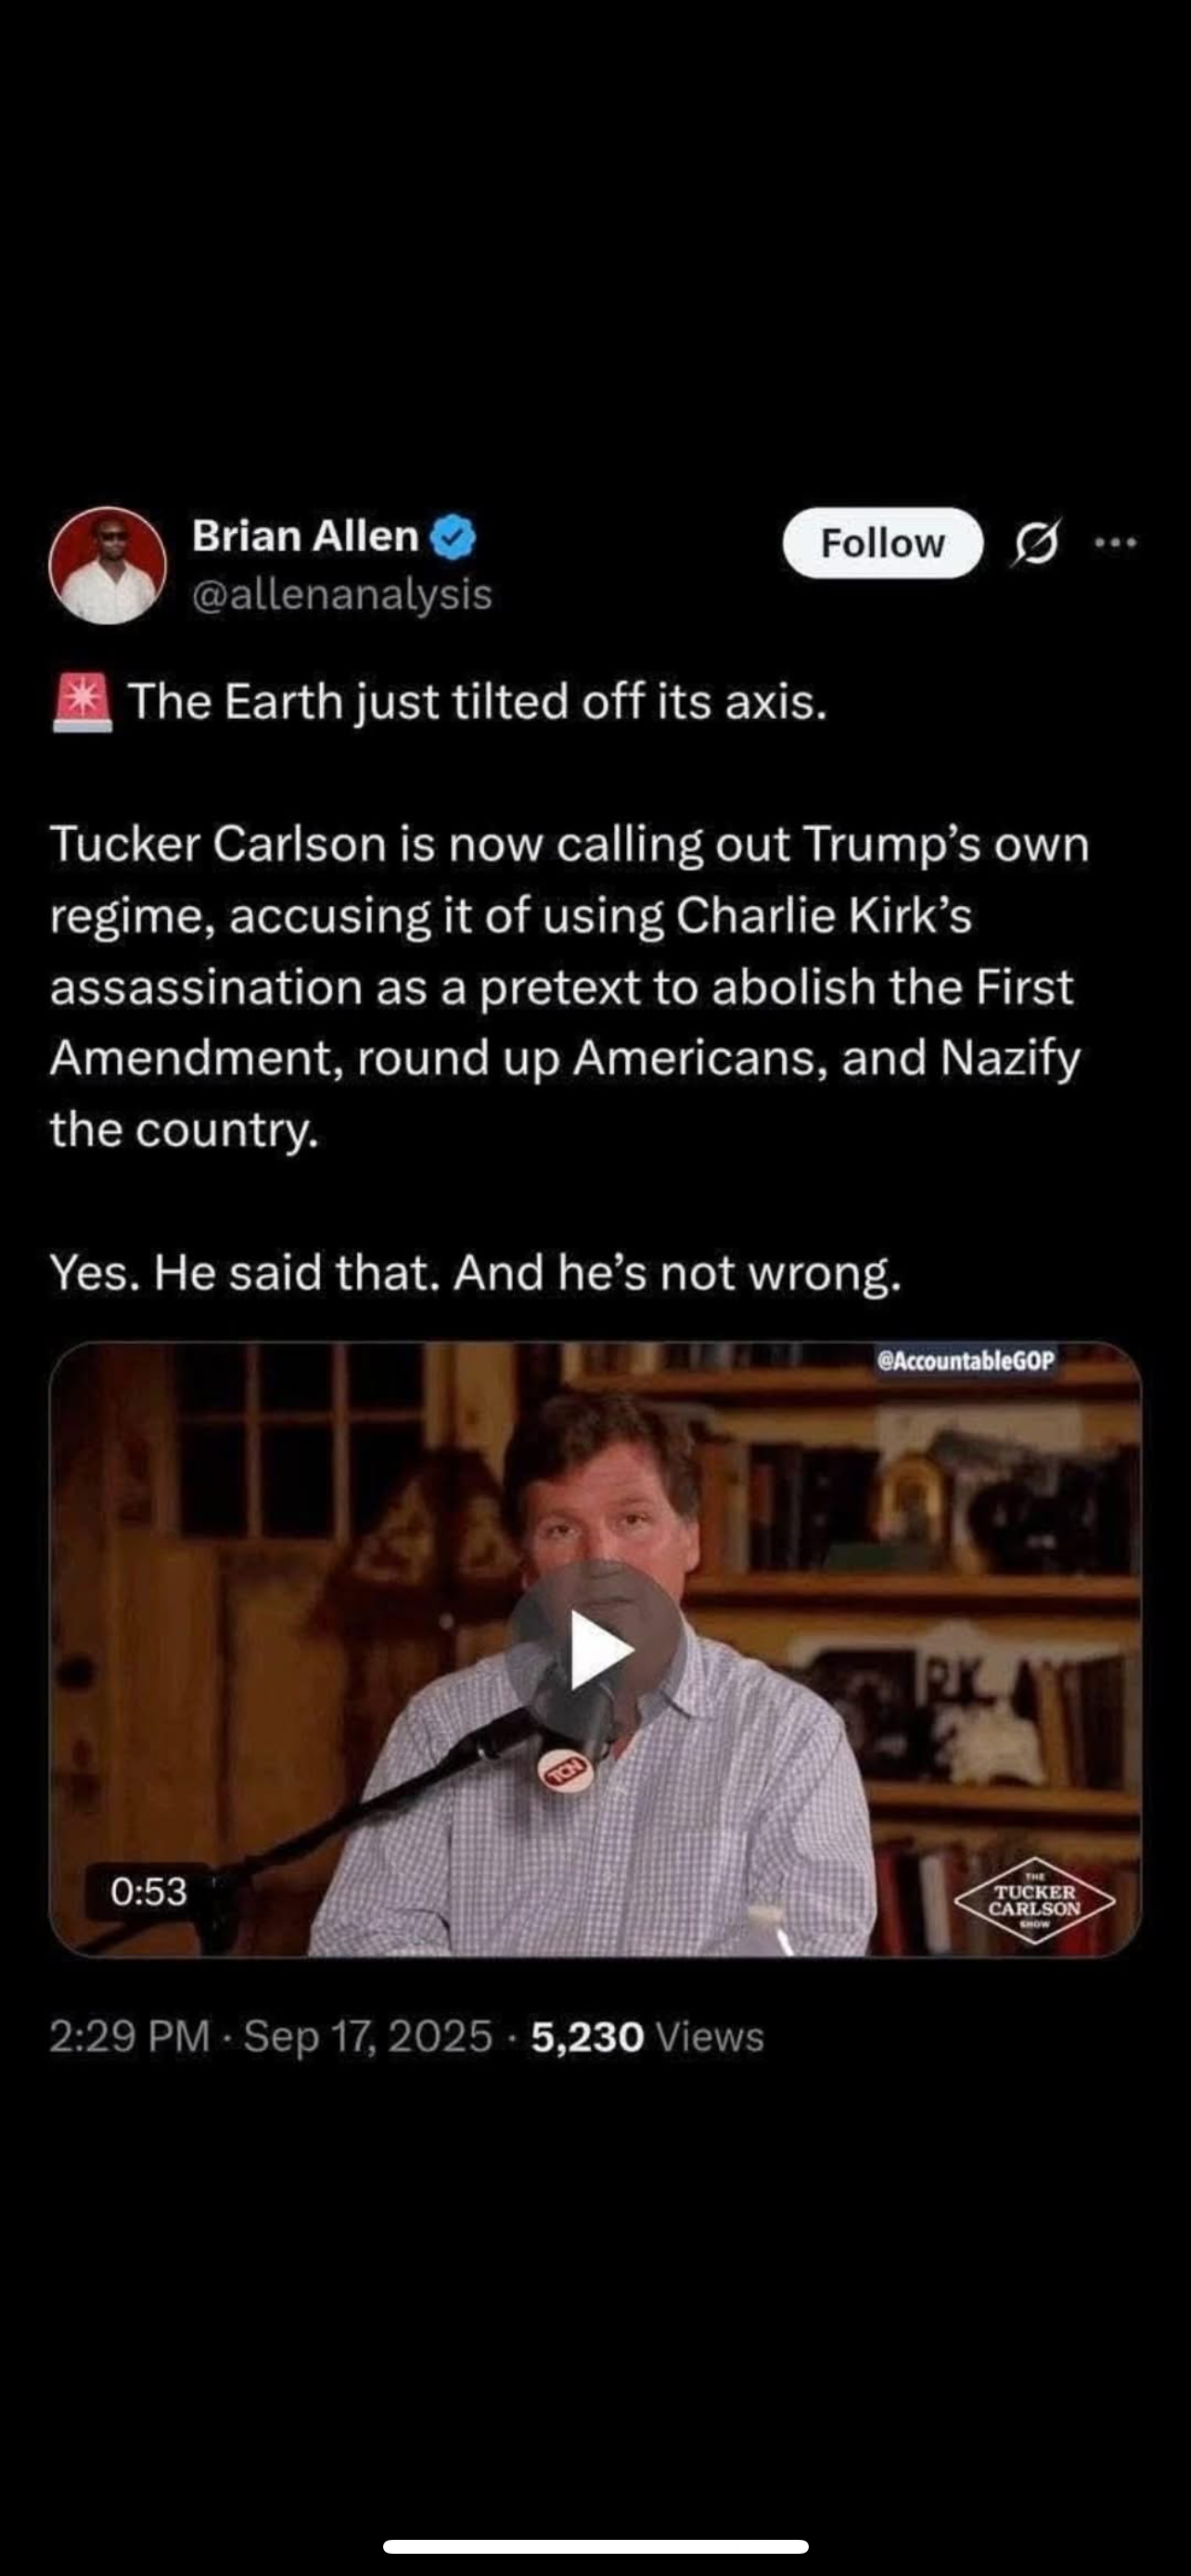 Brian Allen
Follow
@allenanalysis
🚨 The Earth just tilted off its axis.
Tucker Carlson is now calling out Trump’s own
regime, accusing it of using Charlie Kirk’s
assassination as a pretext to abolish the First
Amendment, round up Americans, and Nazify
the country.
Yes. He said that. And he’s not wrong.
@AccountableGOP
TCN
0:53
THE
TUCKER
CARLSON
SHOW
2:29 PM · Sep 17, 2025 · 5,230 Views